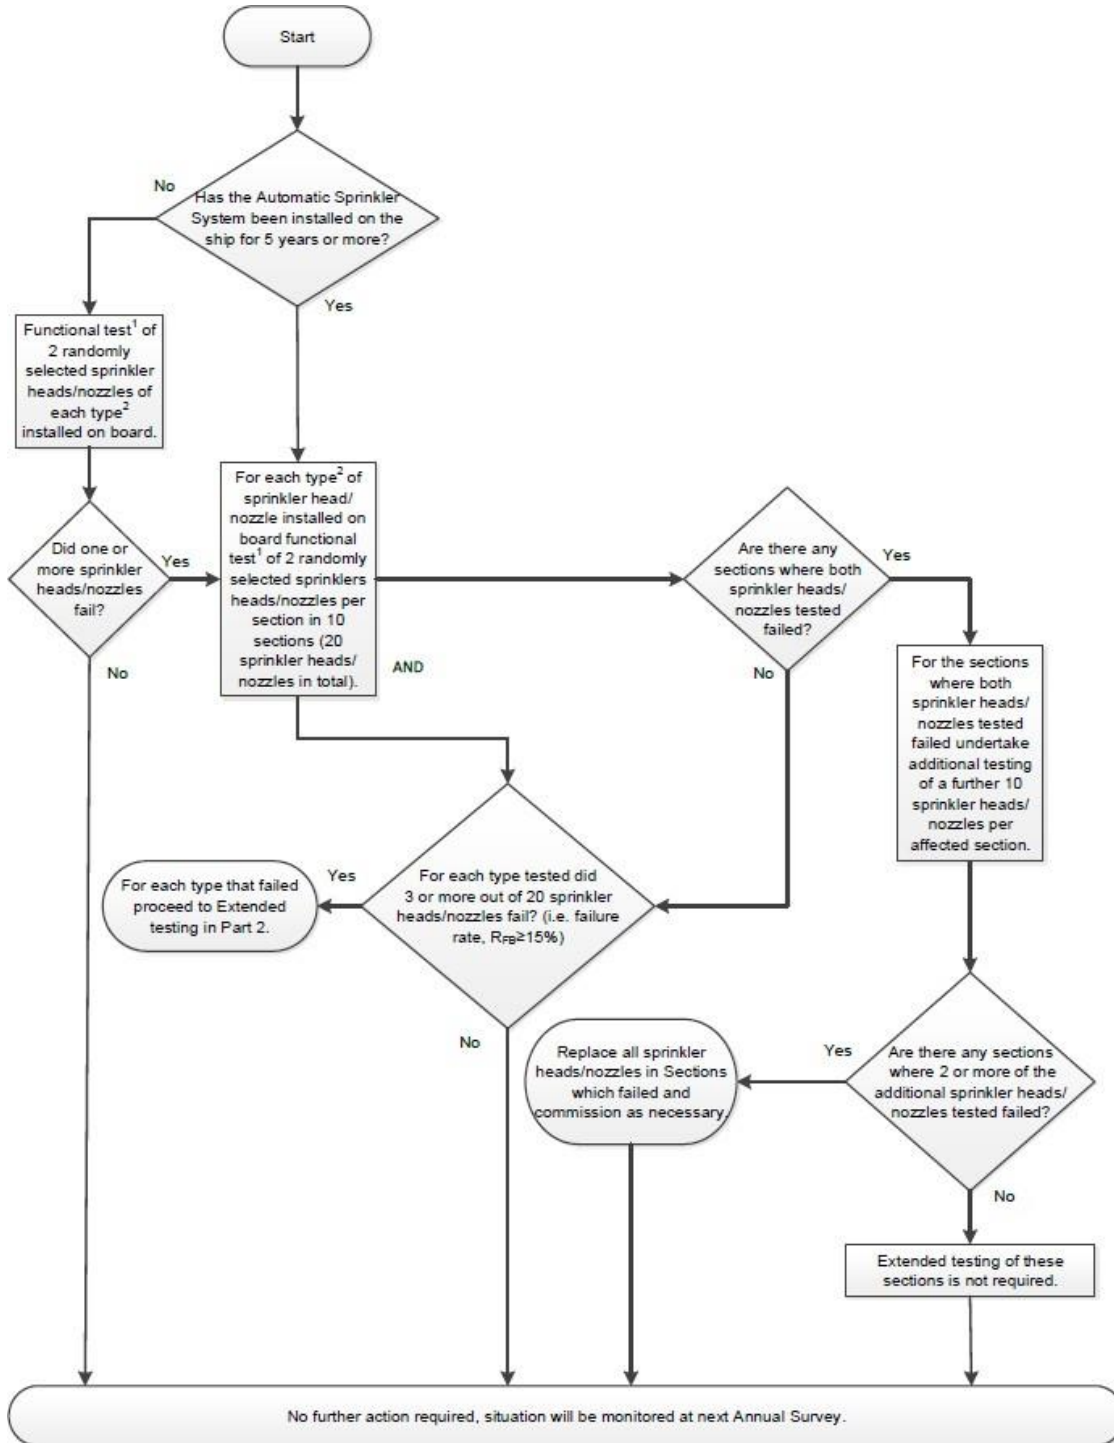 Start
No
Has the Automatic Sprinkler
System been installed on the
ship for 5 years or more?
Yes
Functional test¹ of
2 randomly
selected sprinkler
heads/nozzles of
each type²
installed on board.
For each type² of
sprinkler head/
nozzle installed on
board functional
test¹ of 2 randomly
selected sprinklers
heads/nozzles per
section in 10
sections (20
sprinkler heads/
nozzles in total).
Did one or
more sprinkler
heads/nozzles
fail?
Yes
No
AND
Are there any
sections where both
sprinkler heads/
nozzles tested
failed?
Yes
No
For the sections
where both
sprinkler heads/
nozzles tested
failed undertake
additional testing
of a further 10
sprinkler heads/
nozzles per
affected section.
For each type tested did
3 or more out of 20 sprinkler
heads/nozzles fail? (i.e. failure
rate, RFB≥15%)
Yes
For each type that failed
proceed to Extended
testing in Part 2.
No
Are there any sections
where 2 or more of the
additional sprinkler heads/
nozzles tested failed?
Yes
Replace all sprinkler
heads/nozzles in Sections
which failed and
commission as necessary.
No
Extended testing of these
sections is not required.
No further action required, situation will be monitored at next Annual Survey.